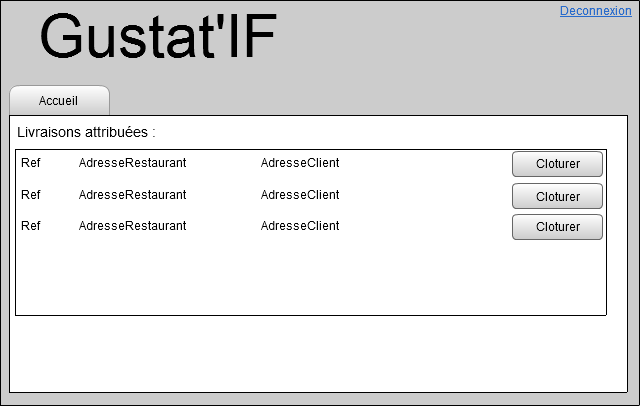 Deconnexion
Gustat'IF
Accueil
Livraisons attribuées :
Ref AdresseRestaurant AdresseClient Cloturer
Ref AdresseRestaurant AdresseClient Cloturer
Ref AdresseRestaurant AdresseClient Cloturer